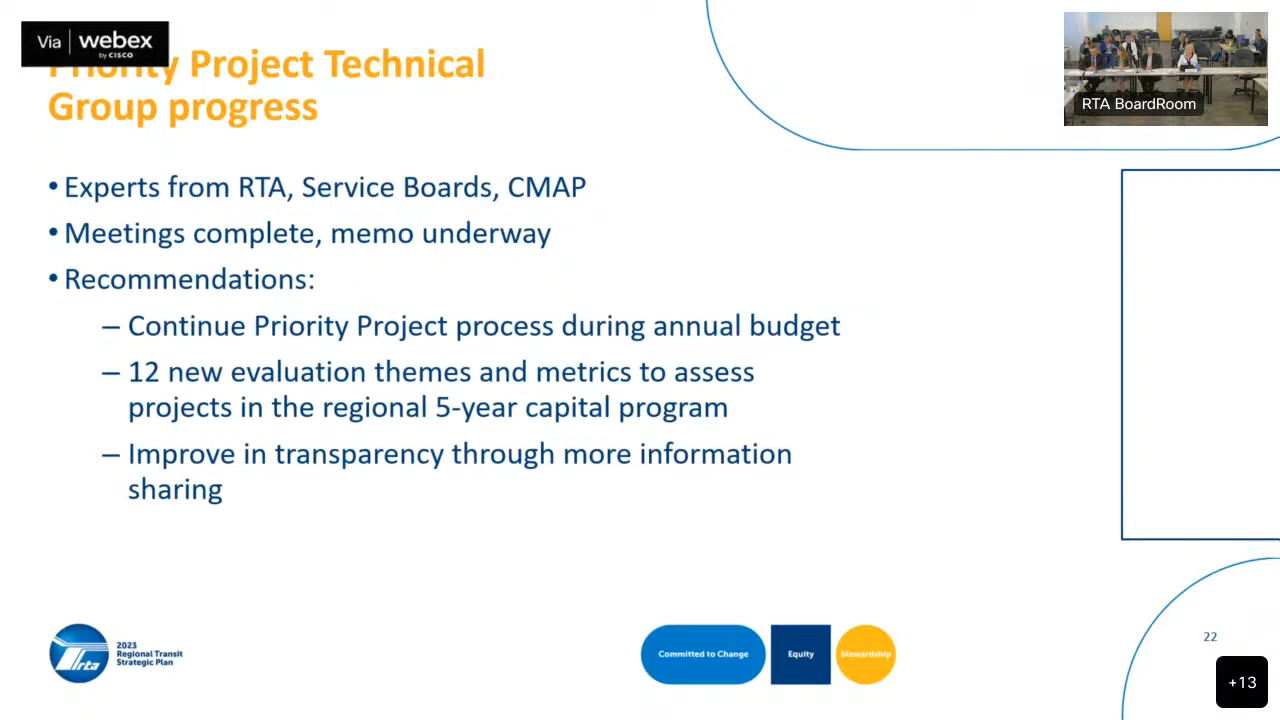 Via webex
by CISCO
Priority Project Technical
Group progress
RTA BoardRoom
• Experts from RTA, Service Boards, CMAP
• Meetings complete, memo underway
• Recommendations:
– Continue Priority Project process during annual budget
– 12 new evaluation themes and metrics to assess
projects in the regional 5-year capital program
– Improve in transparency through more information
sharing
rta
2023
Regional Transit
Strategic Plan
Committed to Change
Equity
Stewardship
22
+13